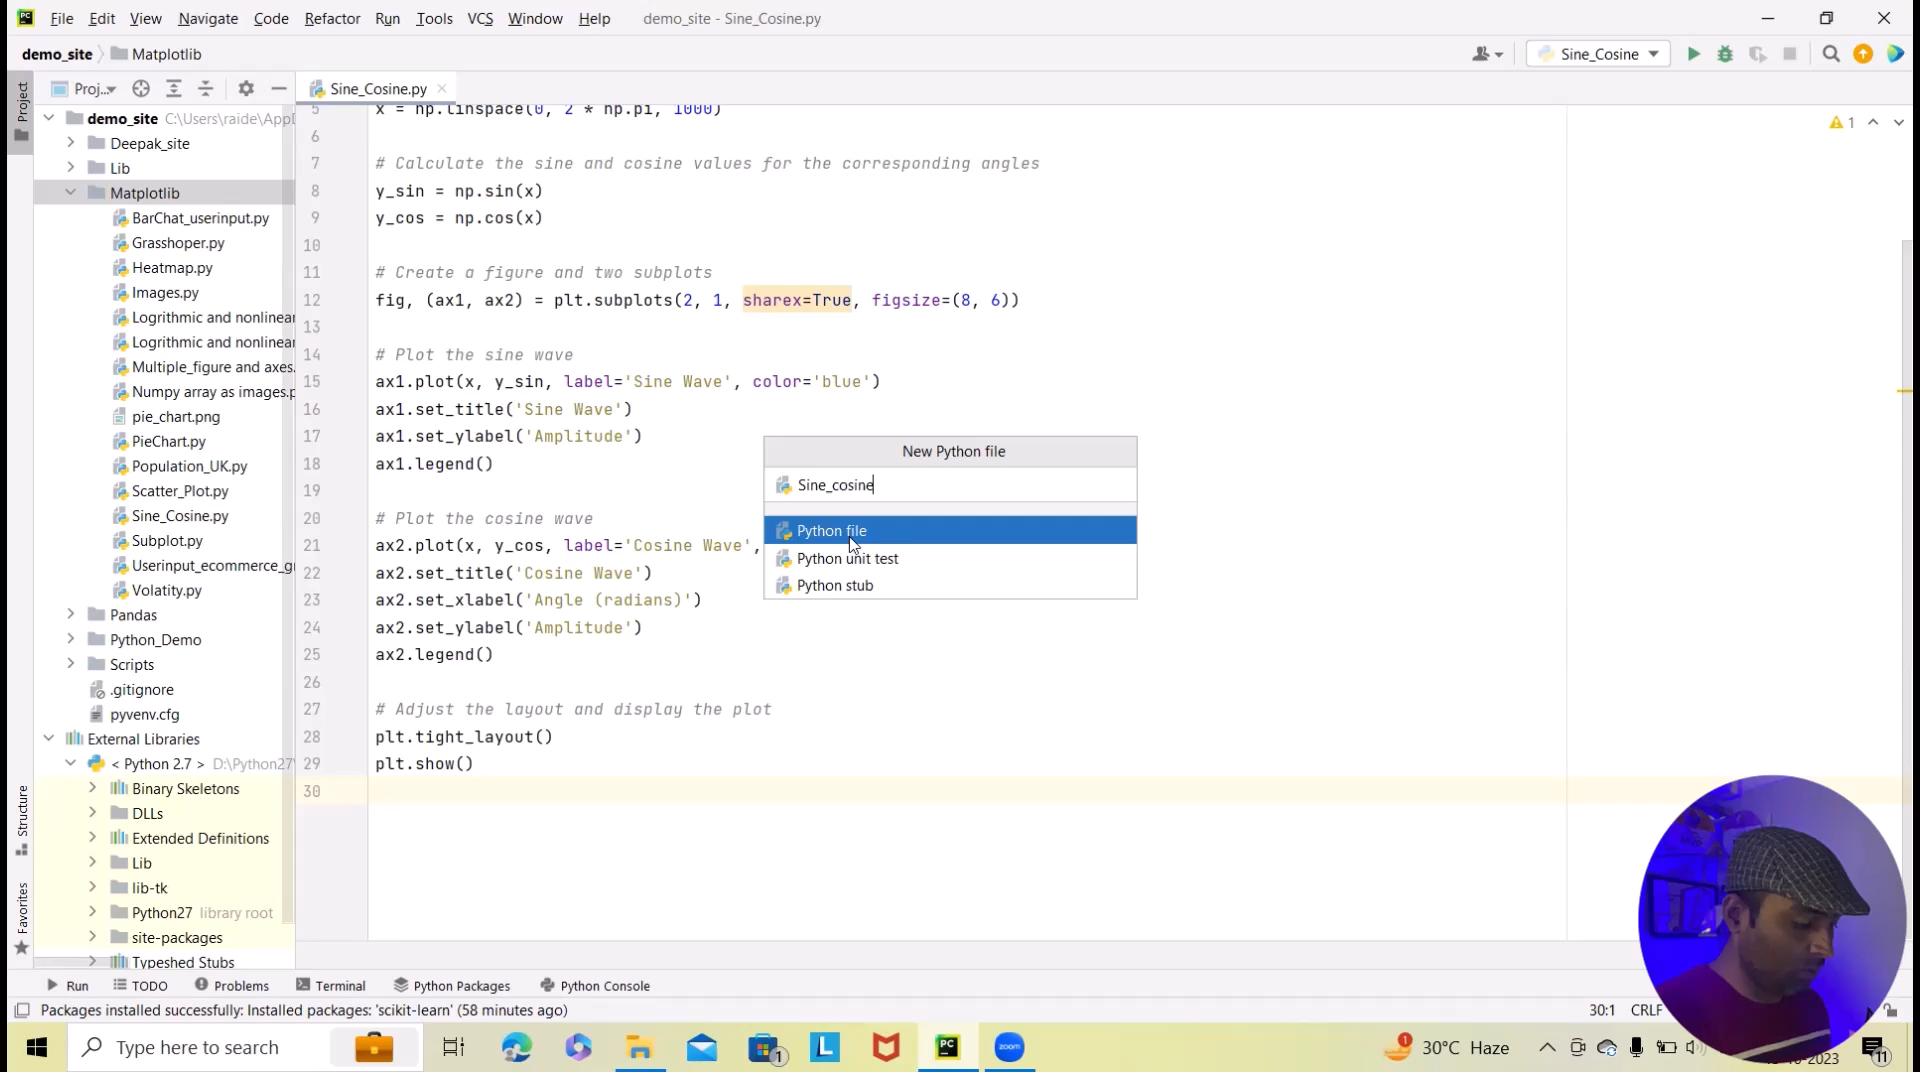 File Edit View Navigate Code Refactor Run Tools VCS Window Help demo_site - Sine_Cosine.py
demo_site Matplotlib
Sine_Cosine
Proj...
Sine_Cosine.py
Project
Structure
Favorites
demo_site C:\Users\raide\AppD
Deepak_site
Lib
Matplotlib
BarChat_userinput.py
Grasshoper.py
Heatmap.py
Images.py
Logrithmic and nonlinear
Logrithmic and nonlinear
Multiple_figure and axes.
Numpy array as images.p
pie_chart.png
PieChart.py
Population_UK.py
Scatter_Plot.py
Sine_Cosine.py
Subplot.py
Userinput_ecommerce_g
Volatity.py
Pandas
Python_Demo
Scripts
.gitignore
pyvenv.cfg
External Libraries
< Python 2.7 > D:\Python27\
Binary Skeletons
DLLs
Extended Definitions
Lib
lib-tk
Python27 library root
site-packages
Typeshed Stubs
1
5 x = np.linspace(0, 2 * np.pi, 1000)
6
7 # Calculate the sine and cosine values for the corresponding angles
8 y_sin = np.sin(x)
9 y_cos = np.cos(x)
10
11 # Create a figure and two subplots
12 fig, (ax1, ax2) = plt.subplots(2, 1, sharex=True, figsize=(8, 6))
13
14 # Plot the sine wave
15 ax1.plot(x, y_sin, label='Sine Wave', color='blue')
16 ax1.set_title('Sine Wave')
17 ax1.set_ylabel('Amplitude')
18 ax1.legend()
19
20 # Plot the cosine wave
21 ax2.plot(x, y_cos, label='Cosine Wave',
22 ax2.set_title('Cosine Wave')
23 ax2.set_xlabel('Angle (radians)')
24 ax2.set_ylabel('Amplitude')
25 ax2.legend()
26
27 # Adjust the layout and display the plot
28 plt.tight_layout()
29 plt.show()
30
New Python file
Sine_cosine
Python file
Python unit test
Python stub
Run TODO Problems Terminal Python Packages Python Console
Packages installed successfully: Installed packages: 'scikit-learn' (58 minutes ago) 30:1 CRLF
Type here to search
1
L
PC
zoom
1
30°C Haze
11